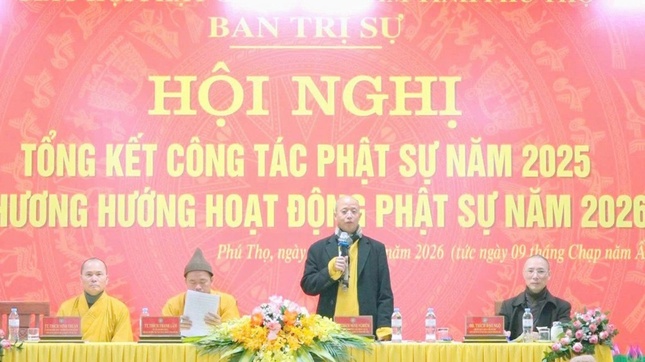 BAN TRỊ SỰ
HỘI NGHỊ
TỔNG KẾT CÔNG TÁC PHẬT SỰ NĂM 2025
HƯƠNG HƯỚNG HOẠT ĐỘNG PHẬT SỰ NĂM 2026
Phú Thọ, ngày năm 2026 (tức ngày 09 tháng Chạp năm Ấ